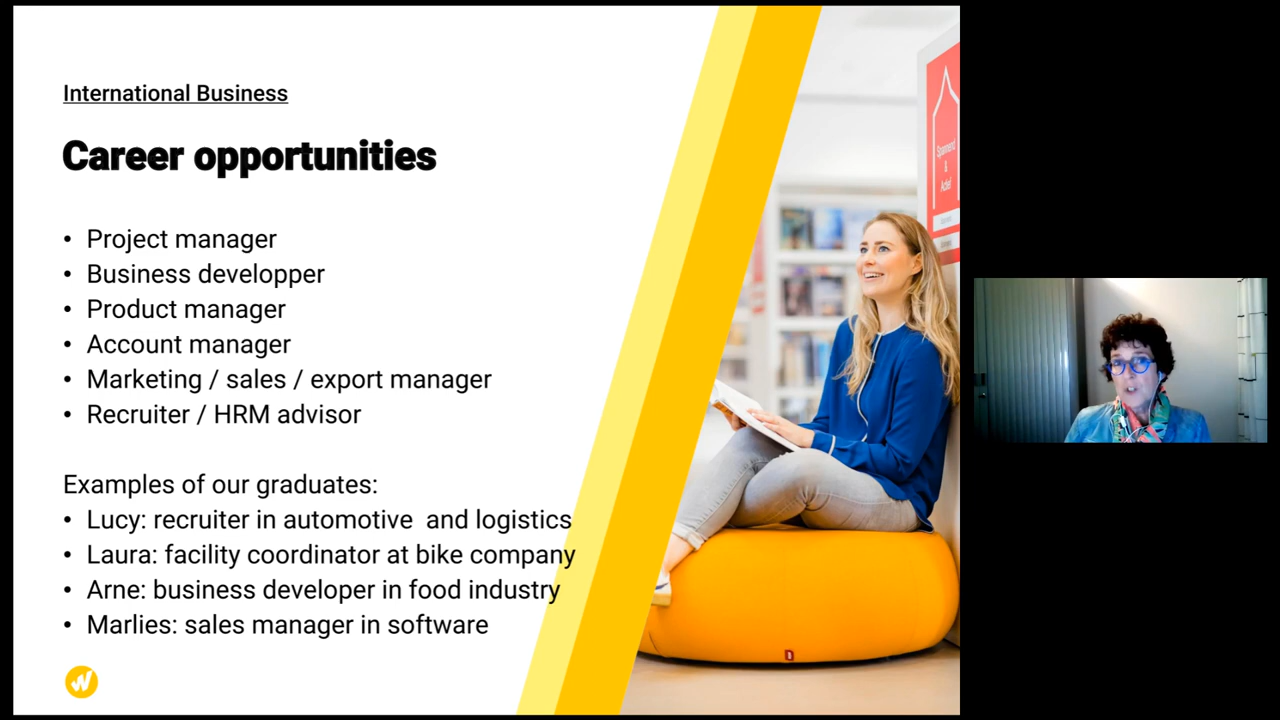 International Business
Career opportunities
• Project manager
• Business developper
• Product manager
• Account manager
• Marketing / sales / export manager
• Recruiter / HRM advisor
Examples of our graduates:
• Lucy: recruiter in automotive and logistics
• Laura: facility coordinator at bike company
• Arne: business developer in food industry
• Marlies: sales manager in software
Spannend
&
Actief